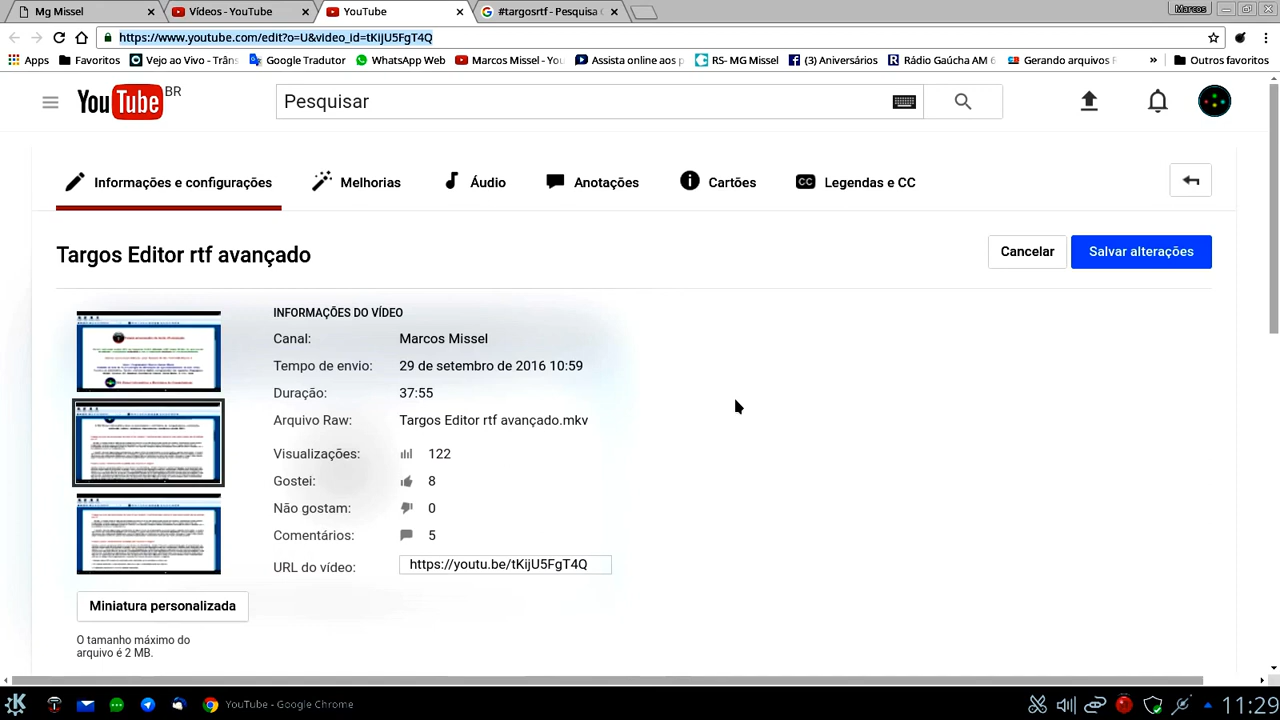 Mg Missel
Vídeos - YouTube
YouTube
#targosrtf - Pesquisa
Marcos
https://www.youtube.com/edit?o=U&video_id=tKijU5FgT4Q
Apps
Favoritos
Vejo ao Vivo - Trâns
Google Tradutor
WhatsApp Web
Marcos Missel - You
Assista online aos p
RS- MG Missel
(3) Aniversários
Rádio Gaúcha AM 6
Gerando arquivos
»
Outros favoritos
YouTube BR
Pesquisar
Informações e configurações
Melhorias
Áudio
Anotações
Cartões
CC
Legendas e CC
Targos Editor rtf avançado
Cancelar
Salvar alterações
INFORMAÇÕES DO VÍDEO
Canal: Marcos Missel
Tempo de envio: 25 de setembro de 2016 10:59
Duração: 37:55
Arquivo Raw: Targos Editor rtf avançado.mkv
Visualizações: 122
Gostei: 8
Não gostam: 0
Comentários: 5
URL do vídeo: https://youtu.be/tKijU5FgT4Q
Miniatura personalizada
O tamanho máximo do
arquivo é 2 MB.
YouTube - Google Chrome
11:29